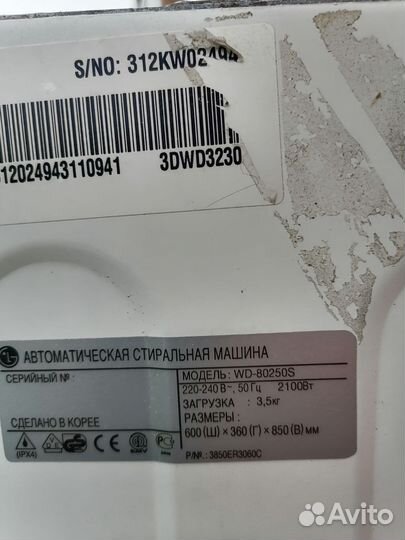 S/NO: 312KW02494
12024943110941 3DWD3230
LG АВТОМАТИЧЕСКАЯ СТИРАЛЬНАЯ МАШИНА
СЕРИЙНЫЙ №:
МОДЕЛЬ: WD-80250S
220-240 В~, 50 Гц 2100Вт
ЗАГРУЗКА : 3,5кг
РАЗМЕРЫ:
600 (Ш) × 360 (Г) × 850 (В) мм
СДЕЛАНО В КОРЕЕ
(IPX4)
P/№.: 3850ER3060C
Avito